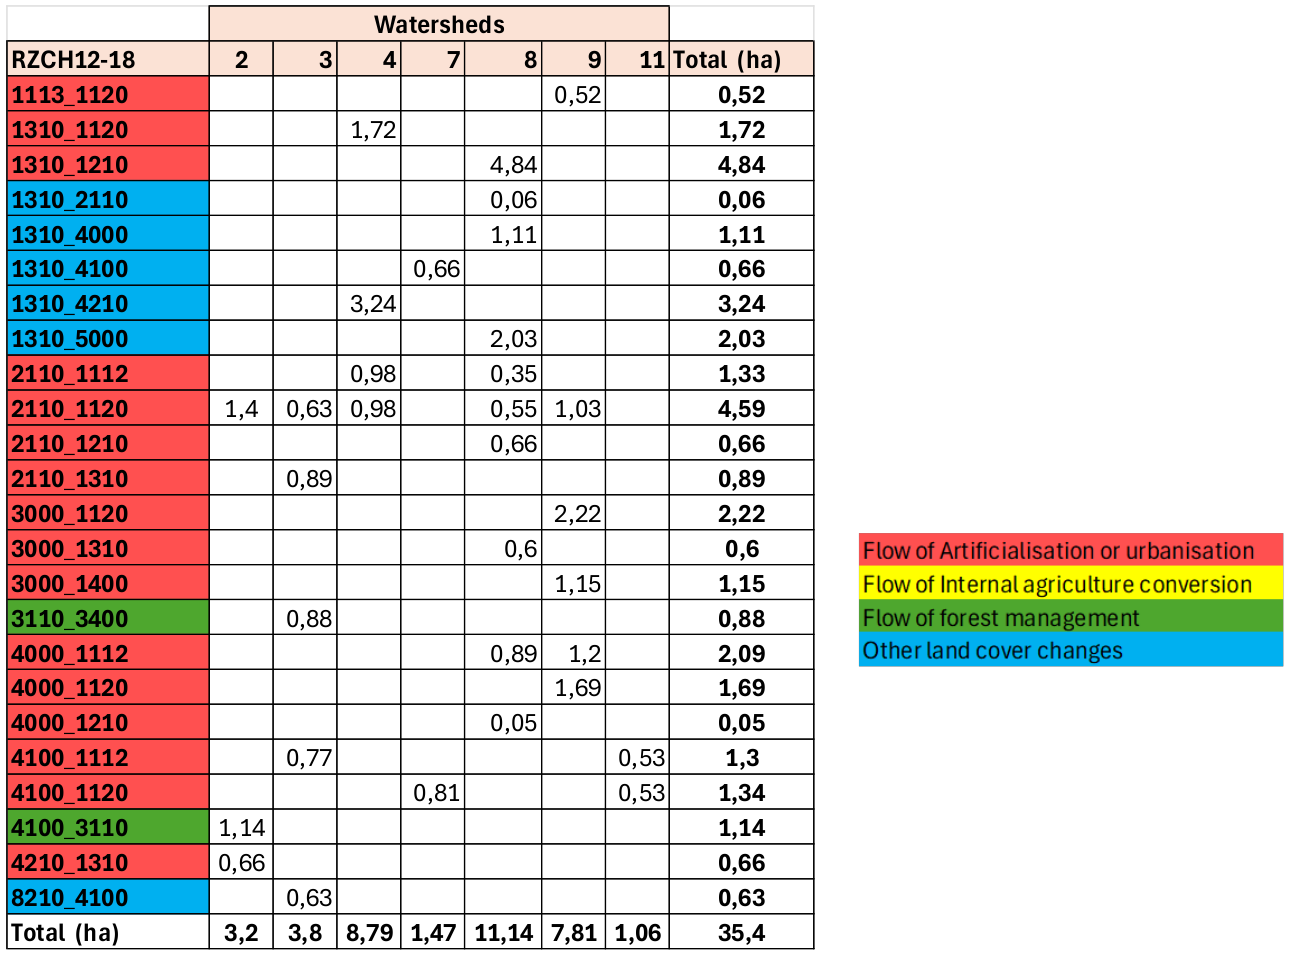 Watersheds
RZCH12-18 2 3 4 7 8 9 11 Total (ha)
1113_1120 0,52 0,52
1310_1120 1,72 1,72
1310_1210 4,84 4,84
1310_2110 0,06 0,06
1310_4000 1,11 1,11
1310_4100 0,66 0,66
1310_4210 3,24 3,24
1310_5000 2,03 2,03
2110_1112 0,98 0,35 1,33
2110_1120 1,4 0,63 0,98 0,55 1,03 4,59
2110_1210 0,66 0,66
2110_1310 0,89 0,89
3000_1120 2,22 2,22
3000_1310 0,6 0,6
3000_1400 1,15 1,15
3110_3400 0,88 0,88
4000_1112 0,89 1,2 2,09
4000_1120 1,69 1,69
4000_1210 0,05 0,05
4100_1112 0,77 0,53 1,3
4100_1120 0,81 0,53 1,34
4100_3110 1,14 1,14
4210_1310 0,66 0,66
8210_4100 0,63 0,63
Total (ha) 3,2 3,8 8,79 1,47 11,14 7,81 1,06 35,4
Flow of Artificialisation or urbanisation
Flow of Internal agriculture conversion
Flow of forest management
Other land cover changes